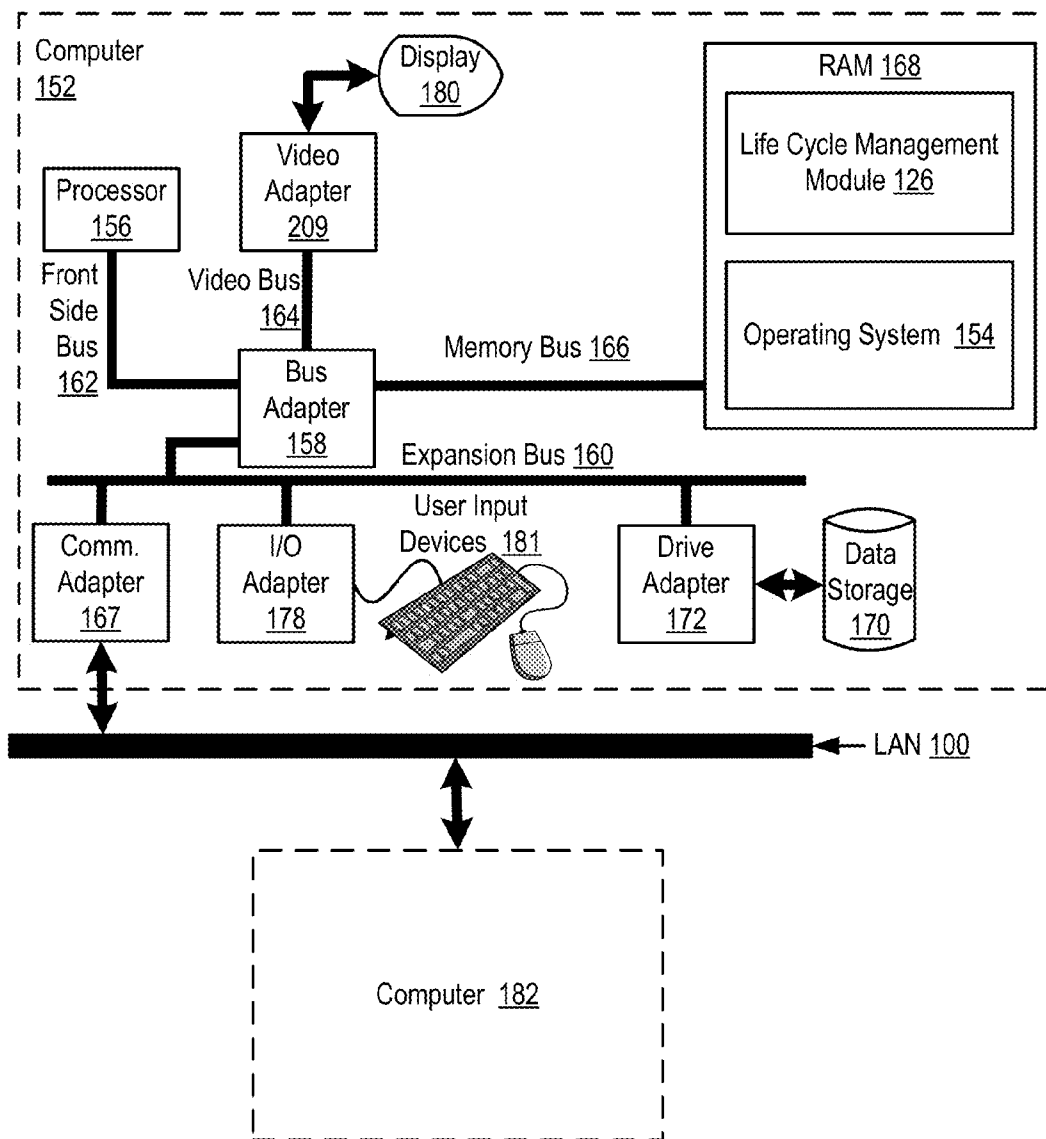 Computer
152
Display
180
RAM 168
Video
Adapter
209
Life Cycle Management
Module 126
Processor
156
Front
Side
Bus
162
Video Bus
164
Operating System 154
Memory Bus 166
Bus
Adapter
158
Expansion Bus 160
User Input
Devices 181
Comm.
Adapter
167
I/O
Adapter
178
Drive
Adapter
172
Data
Storage
170
LAN 100
Computer 182